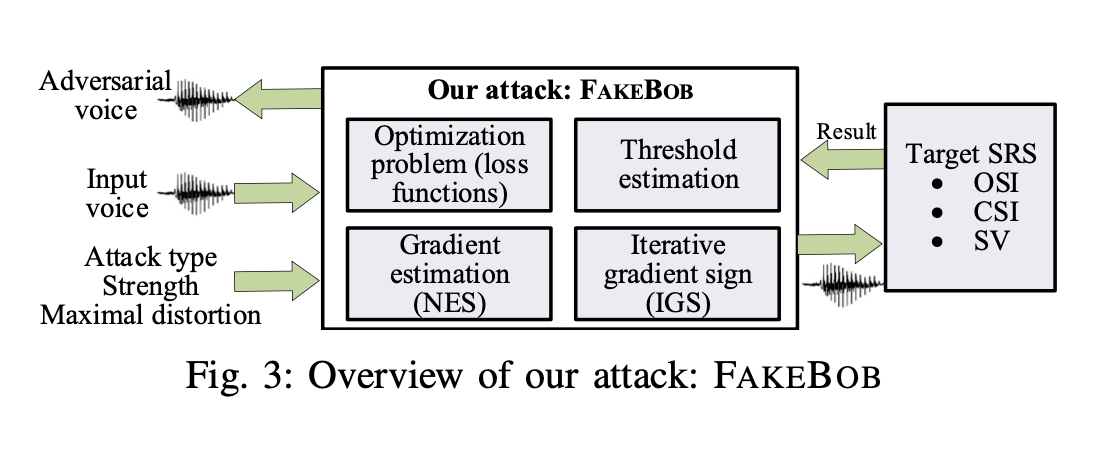 Adversarial
voice
Input
voice
Attack type
Strength
Maximal distortion
Our attack: FAKEBOB
Optimization
problem (loss
functions)
Threshold
estimation
Gradient
estimation
(NES)
Iterative
gradient sign
(IGS)
Result
Target SRS
• OSI
• CSI
• SV
Fig. 3: Overview of our attack: FAKEBOB